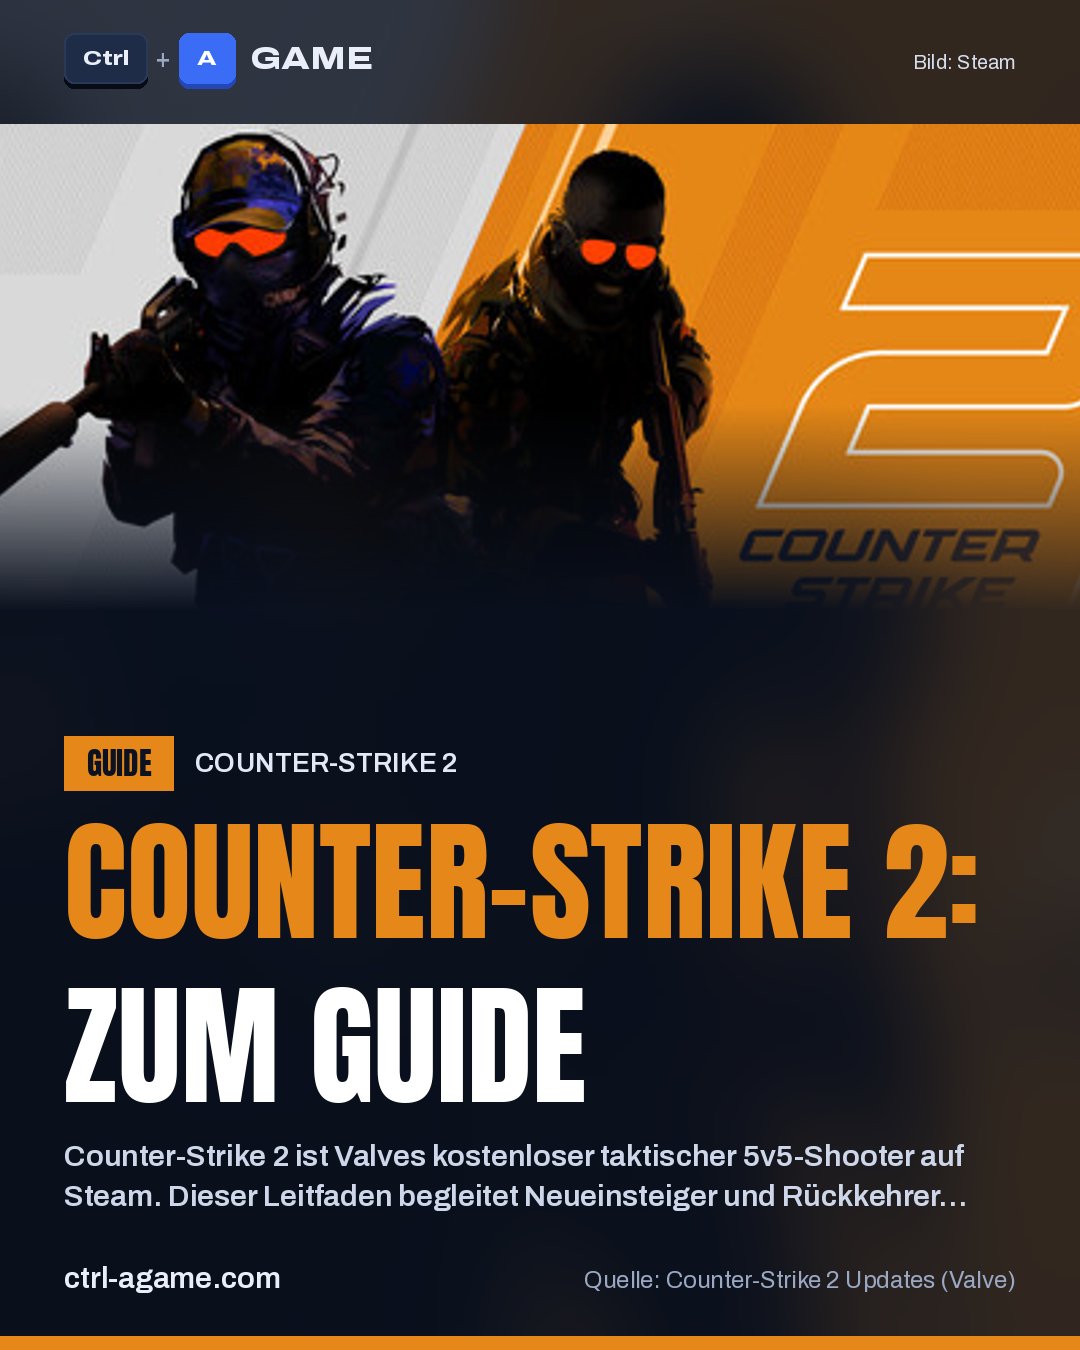 Ctrl + A GAME
Bild: Steam
2
COUNTER
STRIKE
GUIDE COUNTER-STRIKE 2
COUNTER-STRIKE 2:
ZUM GUIDE
Counter-Strike 2 ist Valves kostenloser taktischer 5v5-Shooter auf
Steam. Dieser Leitfaden begleitet Neueinsteiger und Rückkehrer...
ctrl-agame.com
Quelle: Counter-Strike 2 Updates (Valve)